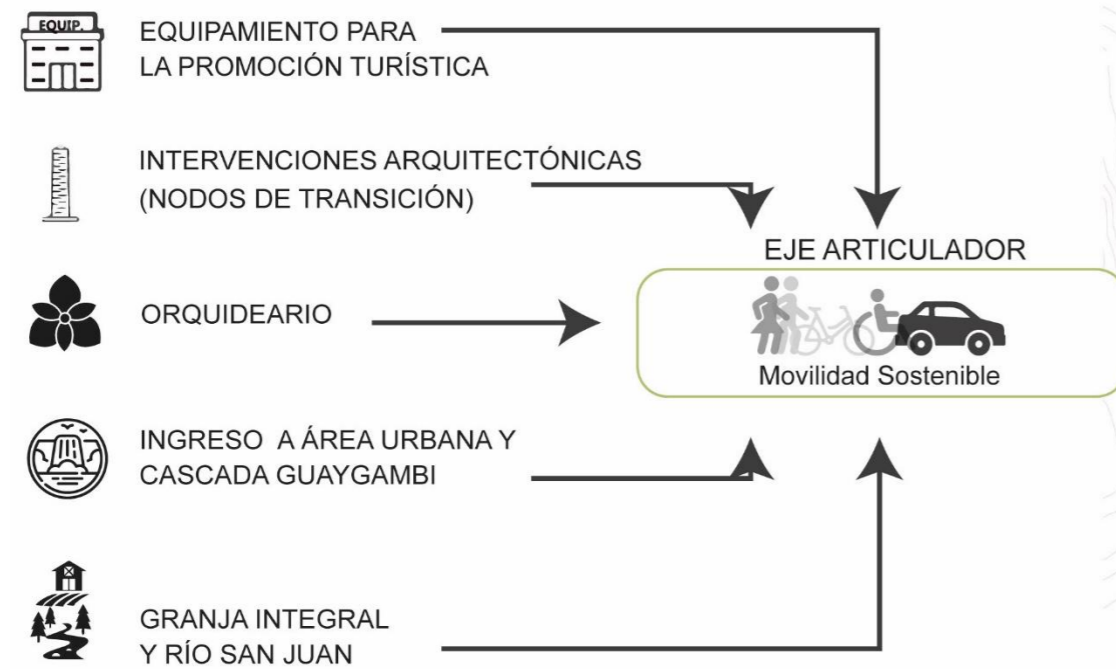 EQUIP.
EQUIPAMIENTO PARA
LA PROMOCIÓN TURÍSTICA
INTERVENCIONES ARQUITECTÓNICAS
(NODOS DE TRANSICIÓN)
EJE ARTICULADOR
ORQUIDEARIO
Movilidad Sostenible
INGRESO A ÁREA URBANA Y
CASCADA GUAYGAMBI
GRANJA INTEGRAL
Y RÍO SAN JUAN